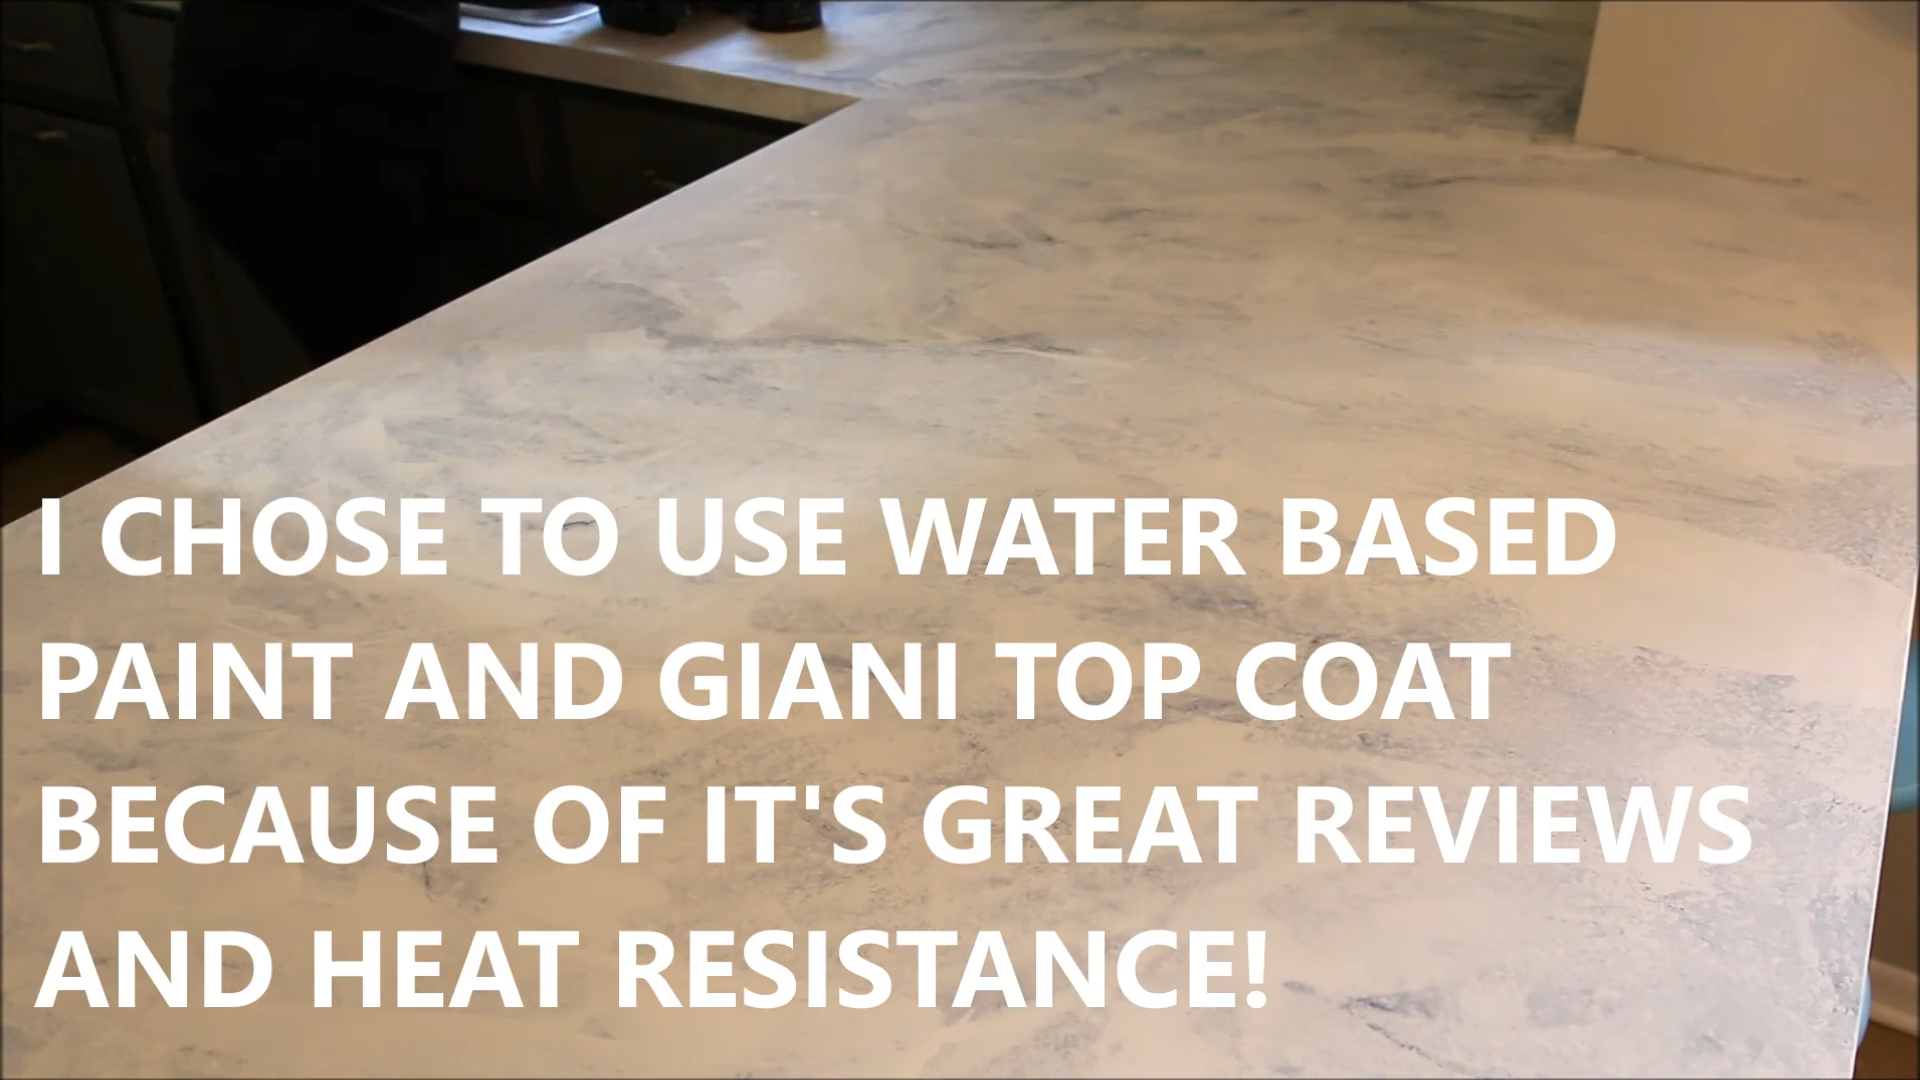 I CHOSE TO USE WATER BASED
PAINT AND GIANI TOP COAT
BECAUSE OF IT'S GREAT REVIEWS
AND HEAT RESISTANCE!